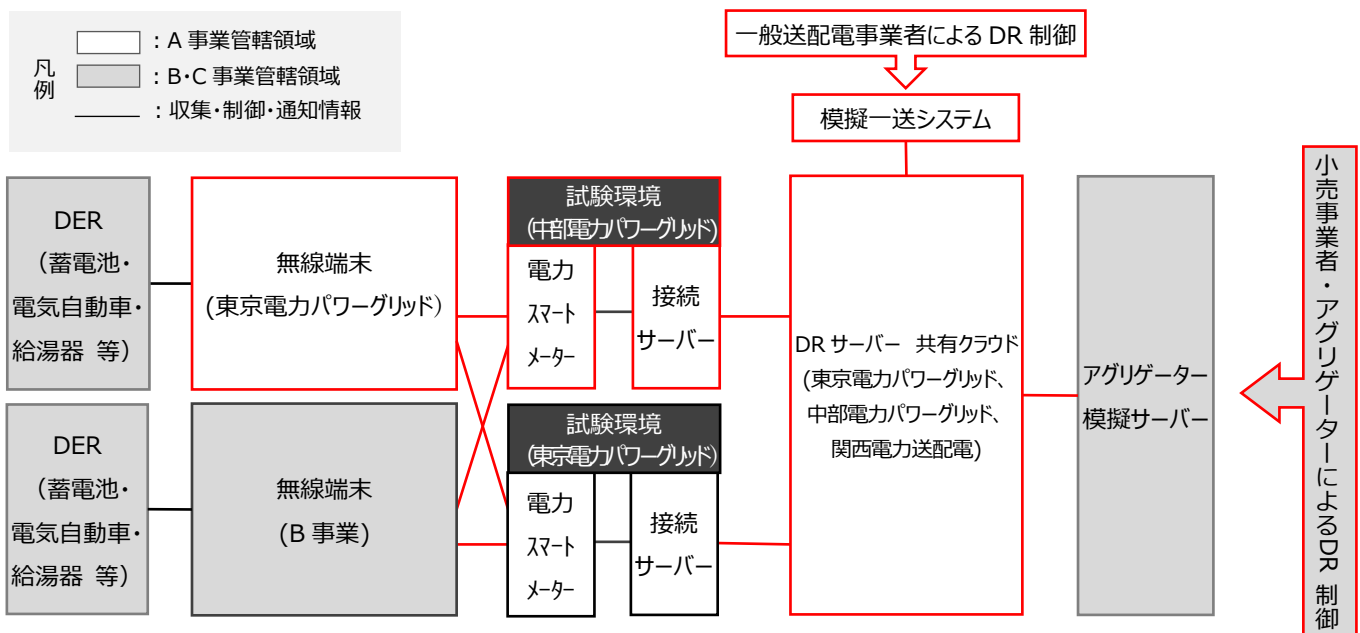 凡例
：A 事業管轄領域
：B・C 事業管轄領域
：収集・制御・通知情報
一般送配電事業者による DR 制御
模擬一送システム
DER
（蓄電池・
電気自動車・
給湯器 等）
無線端末
(東京電力パワーグリッド）
試験環境
（中部電力パワーグリッド）
電力
スマート
メーター
接続
サーバー
DER
（蓄電池・
電気自動車・
給湯器 等）
無線端末
(B 事業)
試験環境
（東京電力パワーグリッド）
電力
スマート
メーター
接続
サーバー
DR サーバー 共有クラウド
(東京電力パワーグリッド、
中部電力パワーグリッド、
関西電力送配電)
アグリゲーター
模擬サーバー
小売事業者・アグリゲーターによるDR 制御